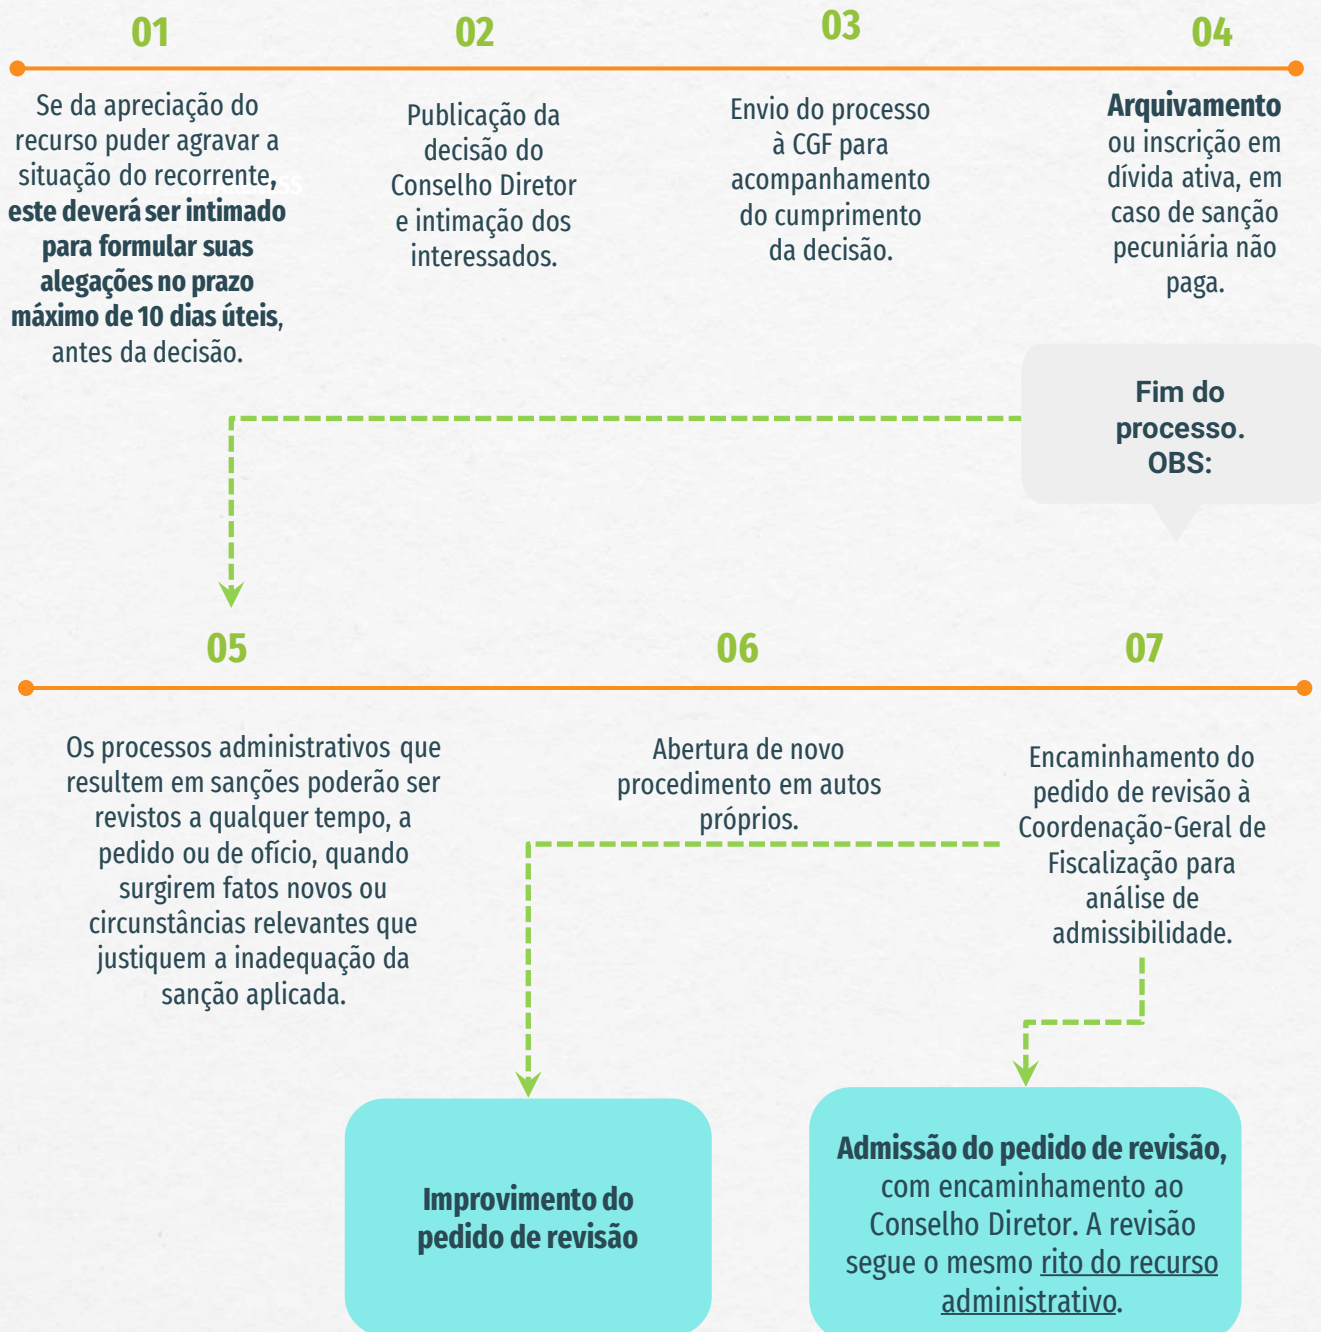 01
Se da apreciação do
recurso puder agravar a
situação do recorrente,
este deverá ser intimado
para formular suas
alegações no prazo
máximo de 10 dias úteis,
antes da decisão.
02
Publicação da
decisão do
Conselho Diretor
e intimação dos
interessados.
03
Envio do processo
à CGF para
acompanhamento
do cumprimento
da decisão.
04
Arquivamento
ou inscrição em
dívida ativa, em
caso de sanção
pecuniária não
paga.
Fim do
processo.
OBS:
05
Os processos administrativos que
resultem em sanções poderão ser
revistos a qualquer tempo, a
pedido ou de ofício, quando
surgirem fatos novos ou
circunstâncias relevantes que
justiquem a inadequação da
sanção aplicada.
06
Abertura de novo
procedimento em autos
próprios.
07
Encaminhamento do
pedido de revisão à
Coordenação-Geral de
Fiscalização para
análise de
admissibilidade.
Improvimento do
pedido de revisão
Admissão do pedido de revisão,
com encaminhamento ao
Conselho Diretor. A revisão
segue o mesmo rito do recurso
administrativo.